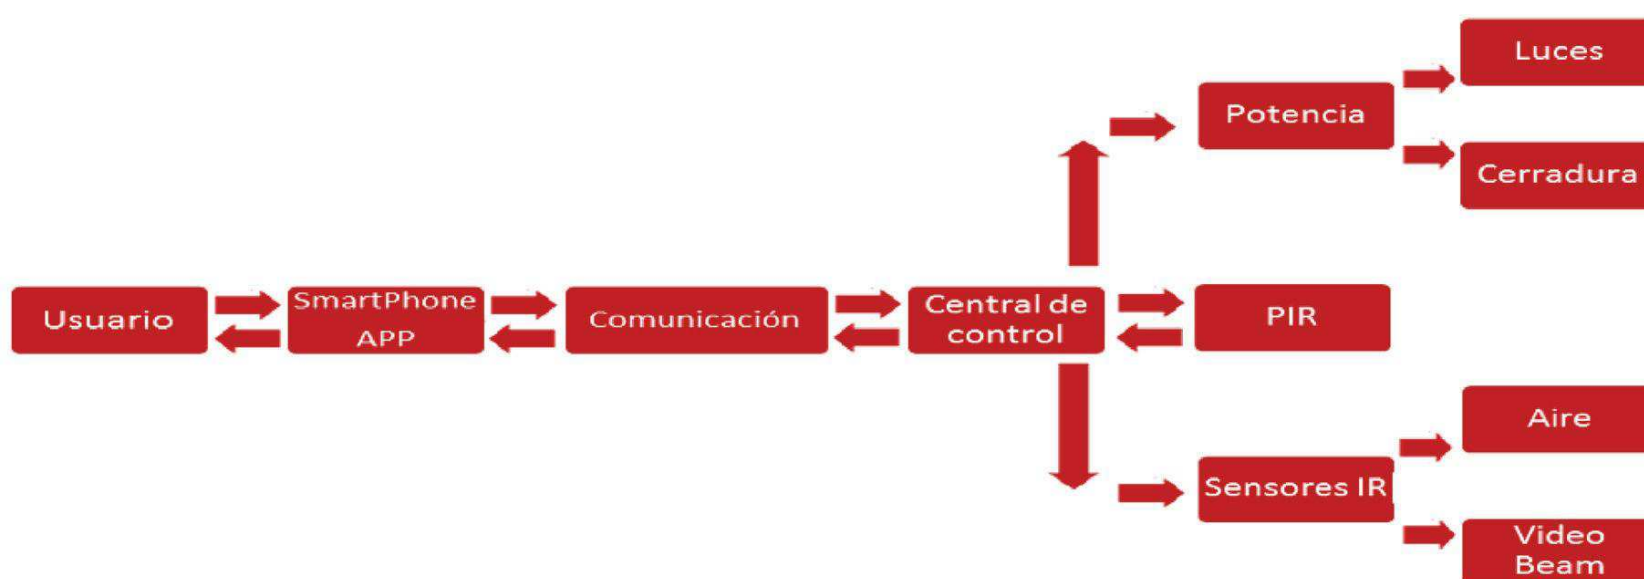 Luces
Potencia
Cerradura
Usuario
SmartPhone
APP
Comunicación
Central de
control
PIR
Aire
Sensores IR
Video
Beam